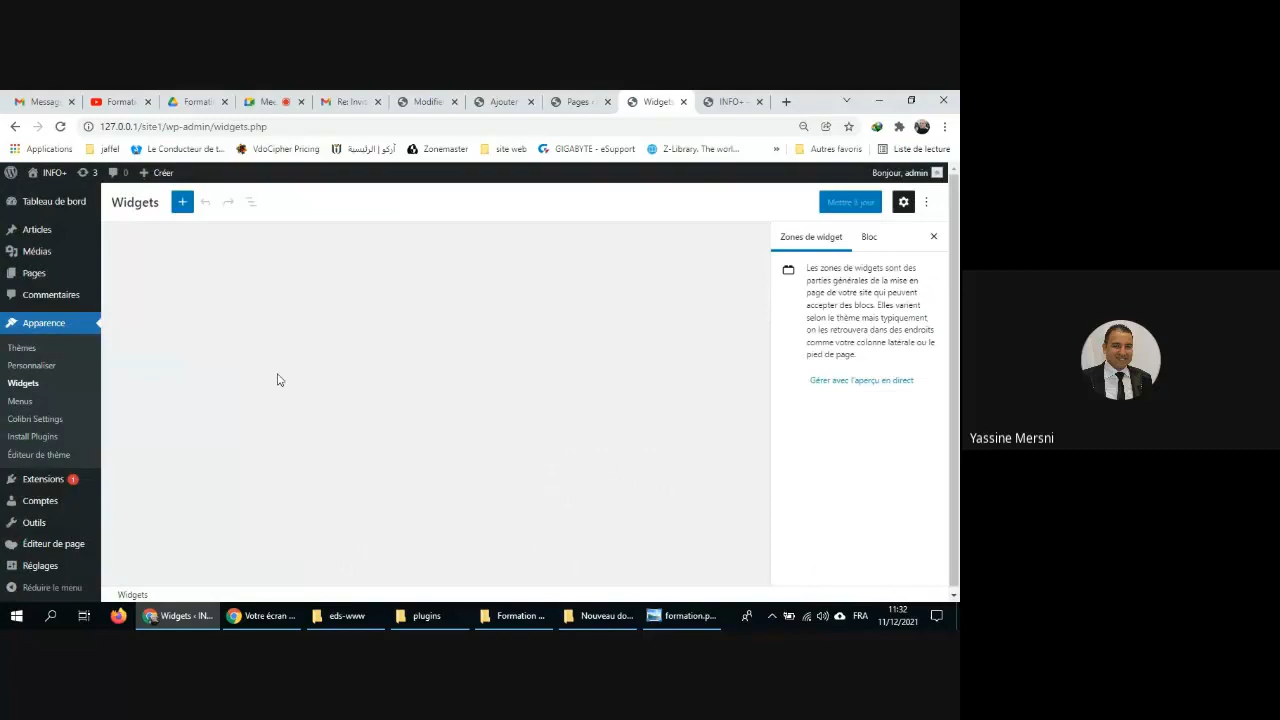 Messag
Format
Formati
Mee
Re: Invi
Modifie
Ajouter
Pages
Widgets
INFO+ –
127.0.0.1/site1/wp-admin/widgets.php
Applications
jaffel
Le Conducteur de t...
VdoCipher Pricing
أركو | الرئيسية
Zonemaster
site web
GIGABYTE - eSupport
Z-Library. The worl...
»
Autres favoris
Liste de lecture
INFO+
3
0
Créer
Bonjour, admin
Tableau de bord
Articles
Médias
Pages
Commentaires
Apparence
Thèmes
Personnaliser
Widgets
Menus
Colibri Settings
Install Plugins
Éditeur de thème
Extensions 1
Comptes
Outils
Éditeur de page
Réglages
Réduire le menu
Widgets
Mettre à jour
Zones de widget
Bloc
Les zones de widgets sont des
parties générales de la mise en
page de votre site qui peuvent
accepter des blocs. Elles varient
selon le thème mais typiquement,
on les retrouvera dans des endroits
comme votre colonne latérale ou le
pied de page.
Gérer avec l'aperçu en direct
Widgets
Widgets ‹ IN...
Votre écran ...
eds-www
plugins
Formation ...
Nouveau do...
formation.p...
FRA
11:32
11/12/2021
Yassine Mersni